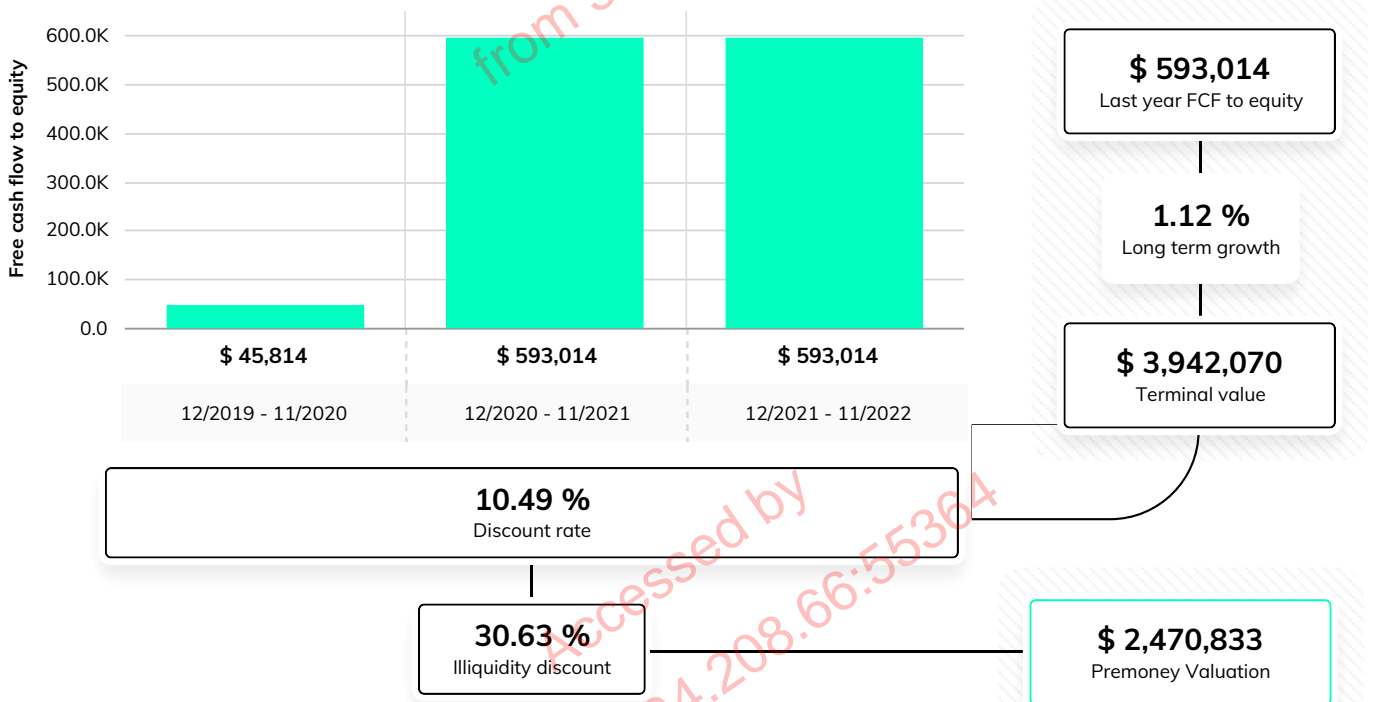 Free cash flow to equity
600.0K
500.0K
400.0K
300.0K
200.0K
100.0K
0.0
$ 45,814
$ 593,014
$ 593,014
12/2019 - 11/2020
12/2020 - 11/2021
12/2021 - 11/2022
$ 593,014
Last year FCF to equity
1.12 %
Long term growth
$ 3,942,070
Terminal value
10.49 %
Discount rate
30.63 %
Illiquidity discount
$ 2,470,833
Premoney Valuation
from
Accessed by
.208.66:55364